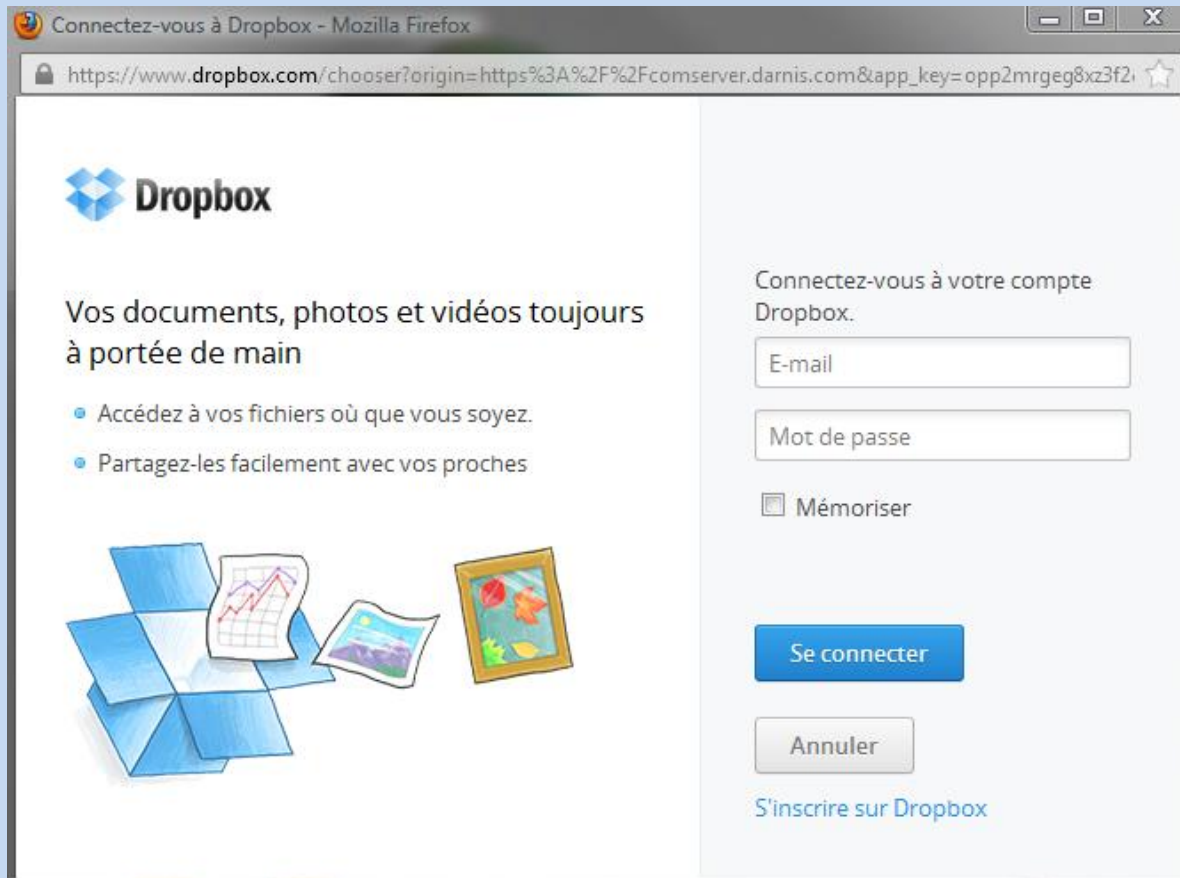 Connectez-vous à Dropbox - Mozilla Firefox
https://www.dropbox.com/chooser?origin=https%3A%2F%2Fcomserver.darnis.com&app_key=opp2mrgeg8xz3f2
Dropbox
Vos documents, photos et vidéos toujours
à portée de main
Accédez à vos fichiers où que vous soyez.
Partagez-les facilement avec vos proches
Connectez-vous à votre compte
Dropbox.
E-mail
Mot de passe
Mémoriser
Se connecter
Annuler
S'inscrire sur Dropbox